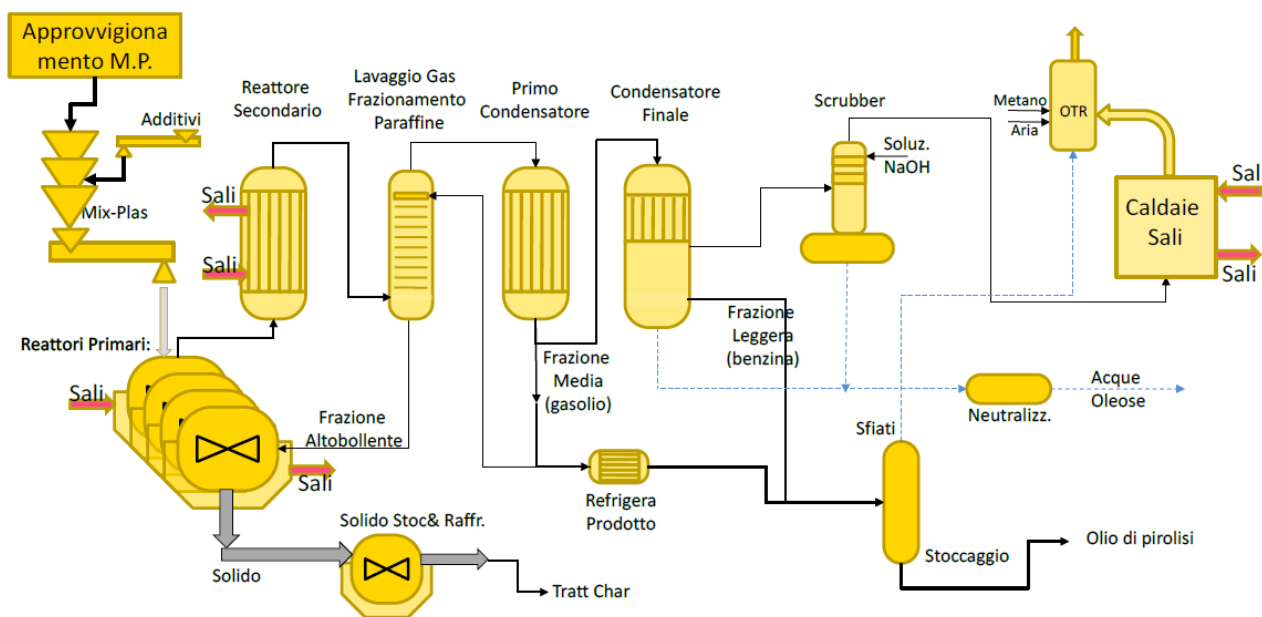 Approvvigiona
mento M.P.
Additivi
Mix-Plas
Reattore
Secondario
Lavaggio Gas
Frazionamento
Paraffine
Primo
Condensatore
Condensatore
Finale
Scrubber
Soluz.
NaOH
Metano
Aria
OTR
Caldaie
Sali
Sali
Sali
Sali
Sali
Reattori Primari:
Sali
Sali
Frazione
Altobollente
Frazione
Media
(gasolio)
Frazione
Leggera
(benzina)
Neutralizz.
Acque
Oleose
Sfiati
Refrigera
Prodotto
Stoccaggio
Olio di pirolisi
Solido
Solido Stoc& Raffr.
Tratt Char